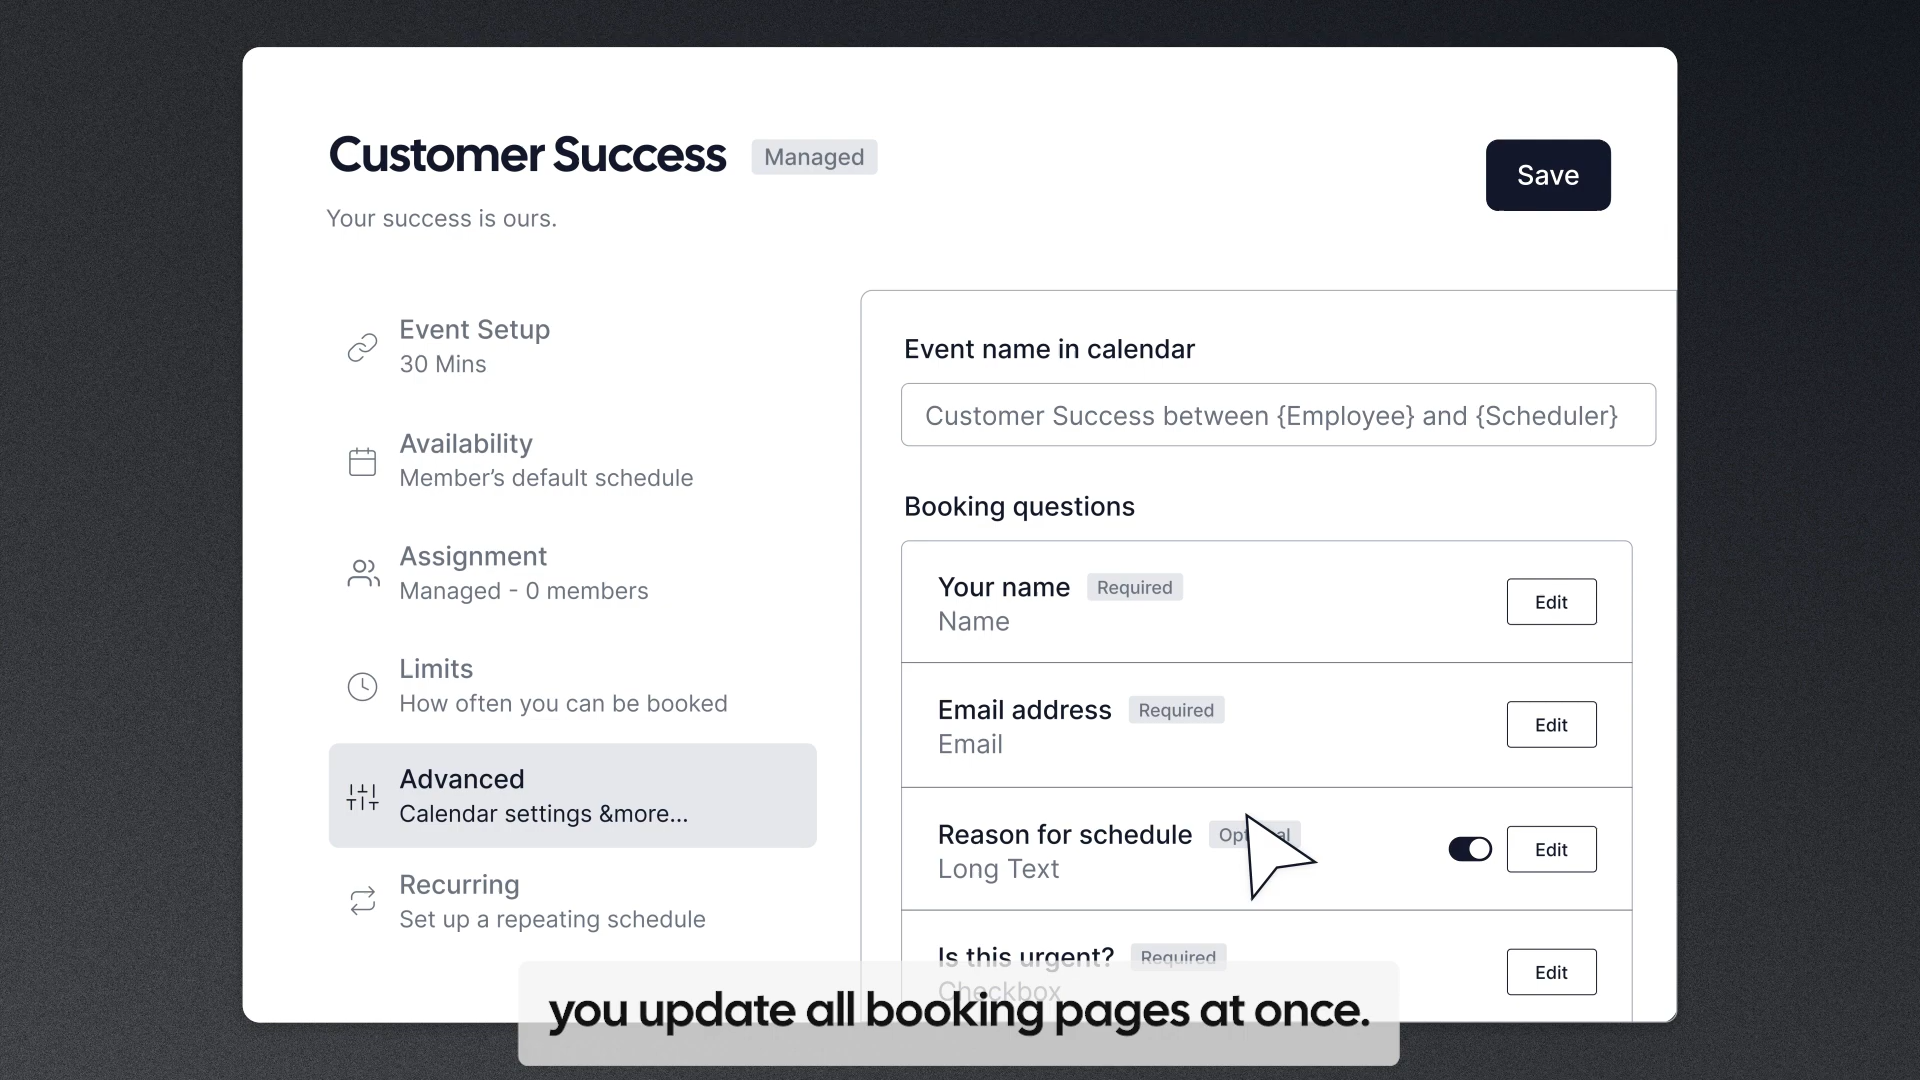 Customer Success
Managed
Save
Your success is ours.
Event Setup
30 Mins
Availability
Member’s default schedule
Assignment
Managed - 0 members
Limits
How often you can be booked
Advanced
Calendar settings &more...
Recurring
Set up a repeating schedule
Event name in calendar
Customer Success between {Employee} and {Scheduler}
Booking questions
Your name
Required
Name
Edit
Email address
Required
Email
Edit
Reason for schedule
Long Text
Edit
Is this urgent?
Required
Checkbox
Edit
you update all booking pages at once.